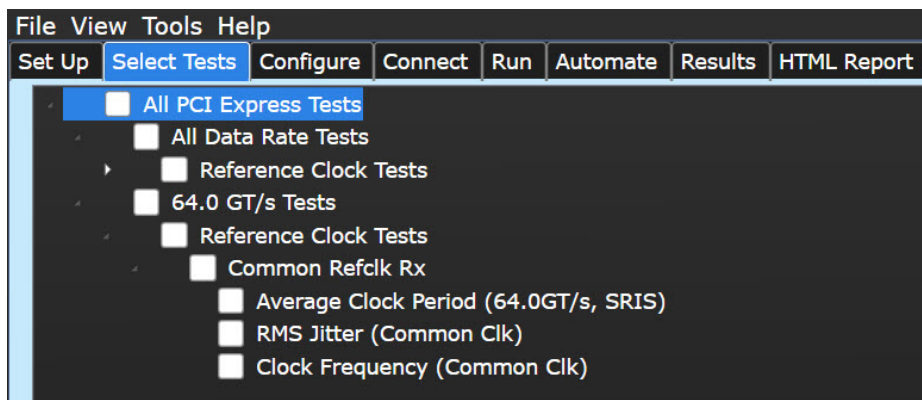 File View Tools Help
Set Up Select Tests Configure Connect Run Automate Results HTML Report
All PCI Express Tests
All Data Rate Tests
Reference Clock Tests
64.0 GT/s Tests
Reference Clock Tests
Common Refclk Rx
Average Clock Period (64.0GT/s, SRIS)
RMS Jitter (Common Clk)
Clock Frequency (Common Clk)